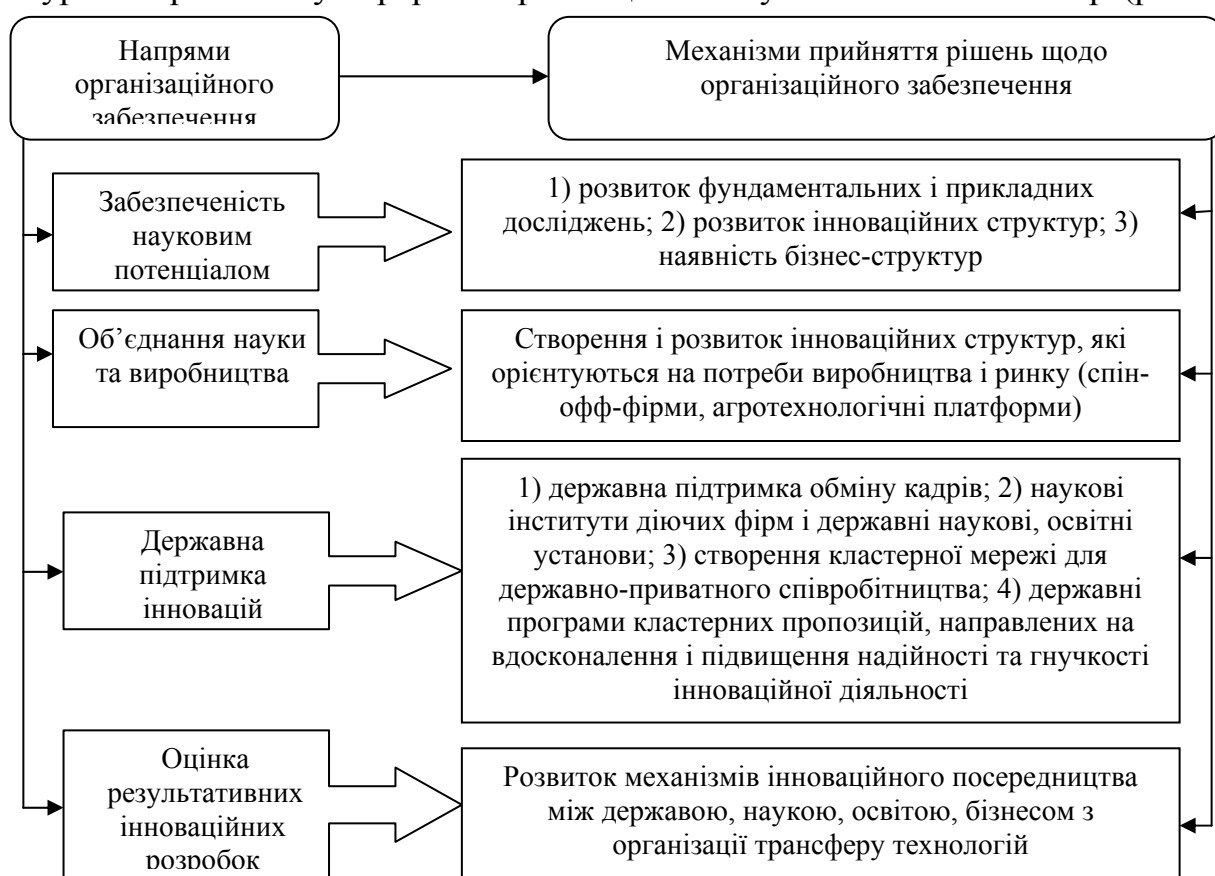 Напрями
організаційного
забезпечення
Механізми прийняття рішень щодо
організаційного забезпечення
Забезпеченість
науковим
потенціалом
1) розвиток фундаментальних і прикладних
досліджень; 2) розвиток інноваційних структур; 3)
наявність бізнес-структур
Об’єднання науки
та виробництва
Створення і розвиток інноваційних структур, які
орієнтуються на потреби виробництва і ринку (спін-
офф-фірми, агротехнологічні платформи)
Державна
підтримка
інновацій
1) державна підтримка обміну кадрів; 2) наукові
інститути діючих фірм і державні наукові, освітні
установи; 3) створення кластерної мережі для
державно-приватного співробітництва; 4) державні
програми кластерних пропозицій, направлених на
вдосконалення і підвищення надійності та гнучкості
інноваційної діяльності
Оцінка
результативних
інноваційних
розробок
Розвиток механізмів інноваційного посередництва
між державою, наукою, освітою, бізнесом з
організації трансферу технологій